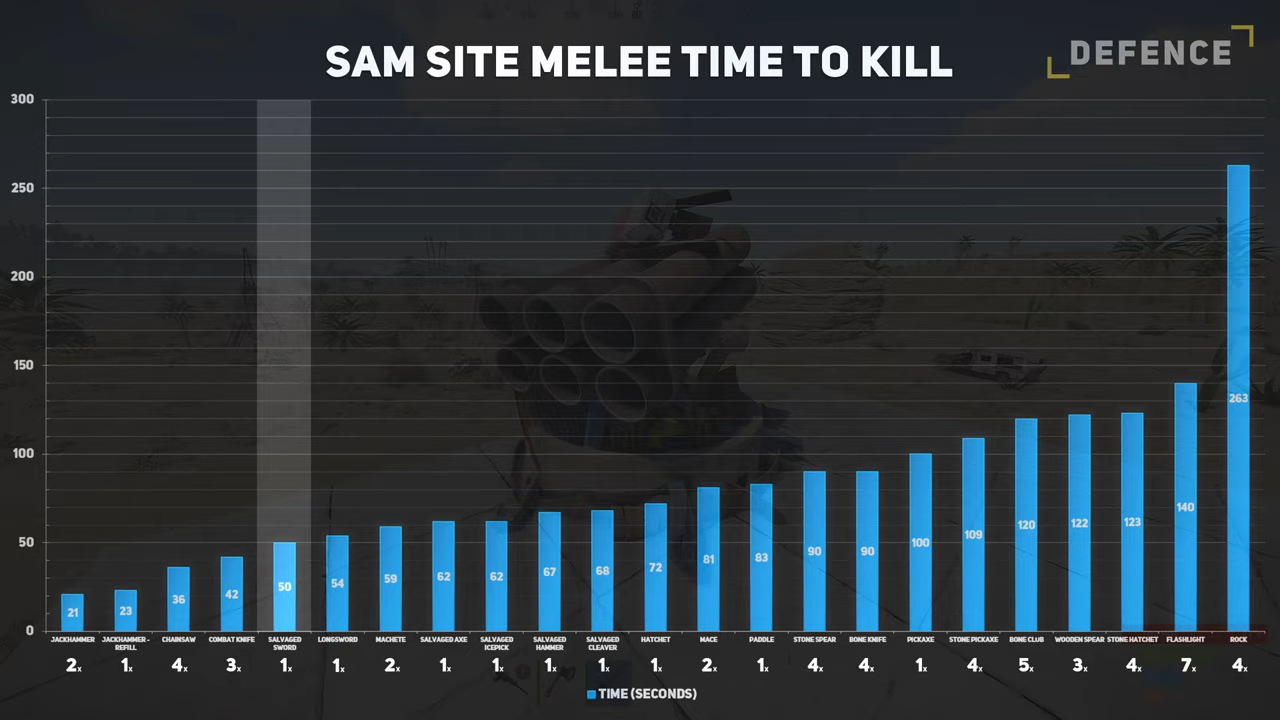 SAM SITE MELEE TIME TO KILL
DEFENCE
300
250
200
150
100
50
0
21
23
36
42
50
54
59
62
62
67
68
72
81
83
90
90
100
109
120
122
123
140
263
JACKHAMMER
JACKHAMMER -
REFILL
CHAINSAW
COMBAT KNIFE
SALVAGED
SWORD
LONGSWORD
MACHETE
SALVAGED AXE
SALVAGED
ICEPICK
SALVAGED
HAMMER
SALVAGED
CLEAVER
HATCHET
MACE
PADDLE
STONE SPEAR
BONE KNIFE
PICKAXE
STONE PICKAXE
BONE CLUB
WOODEN SPEAR
STONE HATCHET
FLASHLIGHT
ROCK
2x
1x
4x
3x
1x
1x
2x
1x
1x
1x
1x
1x
2x
1x
4x
4x
1x
4x
5x
3x
4x
7x
4x
TIME (SECONDS)